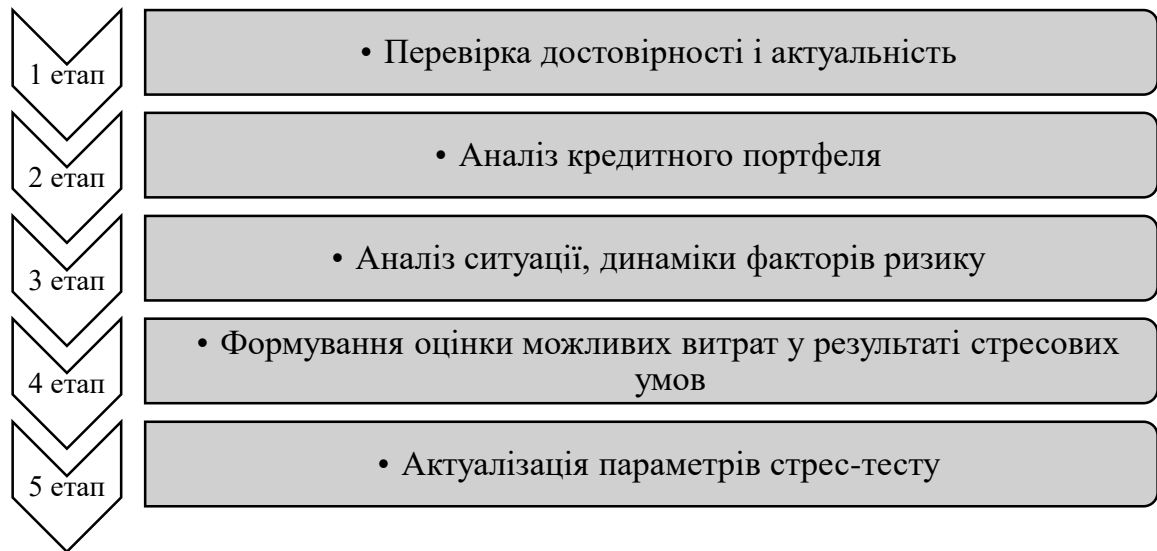 1 етап
• Перевірка достовірності і актуальність
2 етап
• Аналіз кредитного портфеля
3 етап
• Аналіз ситуації, динаміки факторів ризику
4 етап
• Формування оцінки можливих витрат у результаті стресових
умов
5 етап
• Актуалізація параметрів стрес-тесту